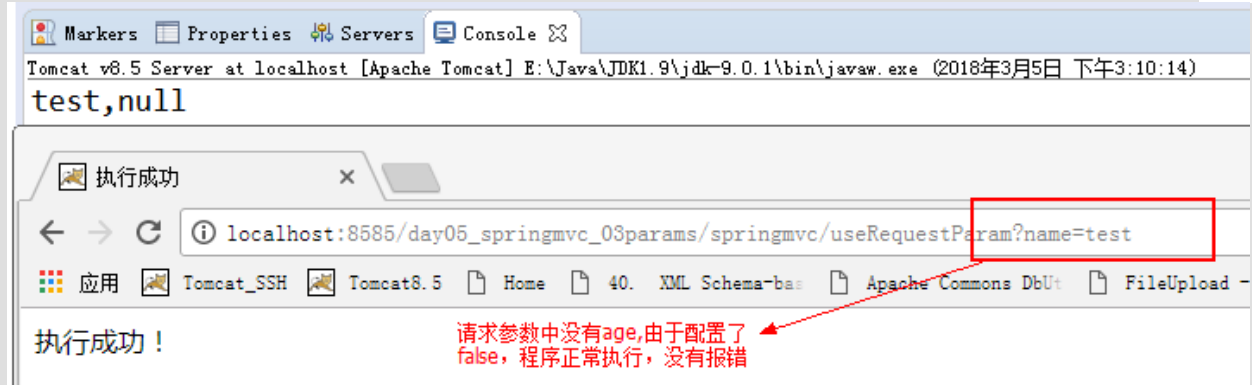 Markers Properties Servers Console
Tomcat v8.5 Server at localhost [Apache Tomcat] E:\Java\JDK1.9\jdk-9.0.1\bin\javaw.exe (2018年3月5日 下午3:10:14)
test,null
执行成功
localhost:8585/day05_springmvc_03params/springmvc/useRequestParam?name=test
应用 Tomcat_SSH Tomcat8.5 Home 40. XML Schema-bas Apache Commons DbUt FileUpload -
执行成功！
请求参数中没有age,由于配置了
false，程序正常执行，没有报错